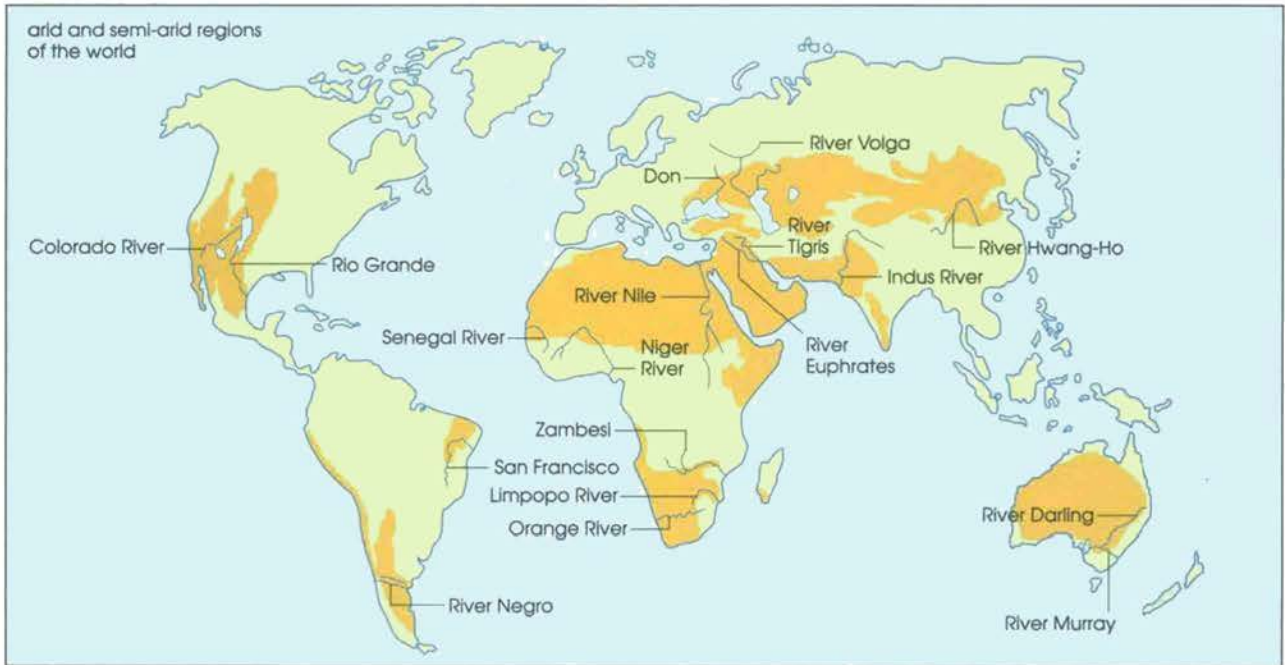 arid and semi-arid regions
of the world
River Volga
Don
River
Tigris
River Hwang-Ho
Colorado River
Rio Grande
Indus River
River Nile
Senegal River
Niger
River
River
Euphrates
Zambesi
San Francisco
Limpopo River
Orange River
River Darling
River Negro
River Murray